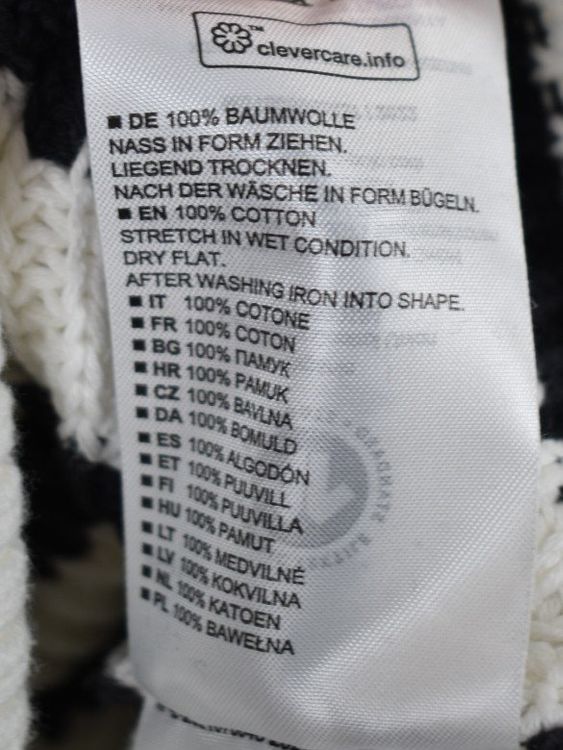 clevercare.info™
■ DE 100% BAUMWOLLE
NASS IN FORM ZIEHEN.
LIEGEND TROCKNEN.
NACH DER WÄSCHE IN FORM BÜGELN.
■ EN 100% COTTON
STRETCH IN WET CONDITION.
DRY FLAT.
AFTER WASHING IRON INTO SHAPE.
■ IT 100% COTONE
■ FR 100% COTON
■ BG 100% ПАМУК
■ HR 100% PAMUK
■ CZ 100% BAVLNA
■ DA 100% BOMULD
■ ES 100% ALGODÓN
■ ET 100% PUUVILL
■ FI 100% PUUVILLA
■ HU 100% PAMUT
■ LT 100% MEDVILNĖ
■ LV 100% KOKVILNA
■ NL 100% KATOEN
■ PL 100% BAWEŁNA